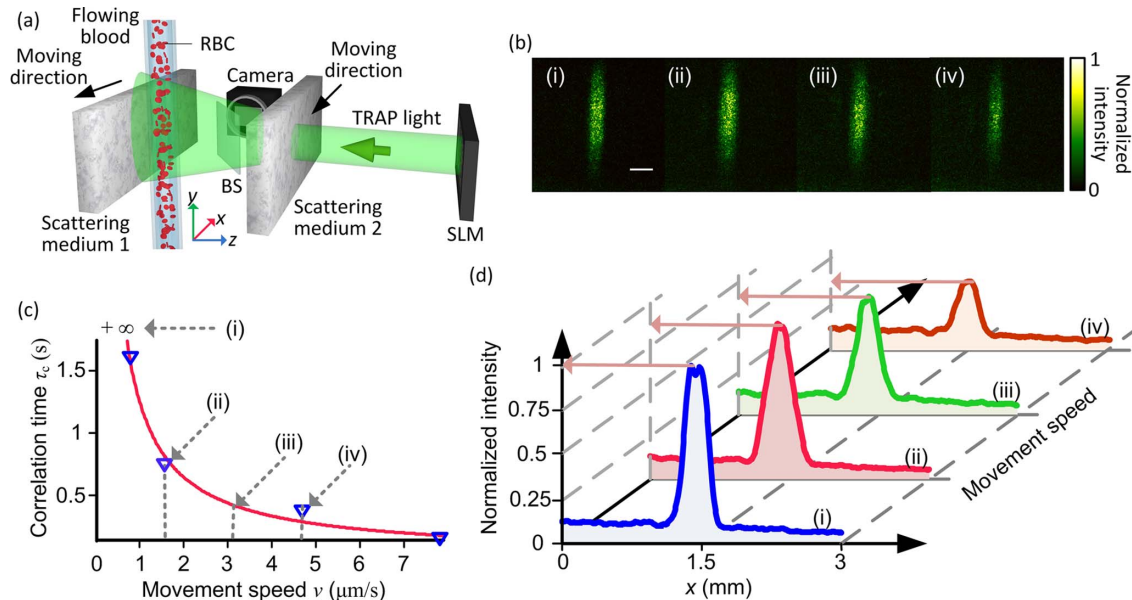 (a)
Flowing
blood
RBC
Moving
direction
Camera
Moving
direction
TRAP light
BS
Scattering
medium 1
y
x
z
Scattering
medium 2
SLM
(b)
(i)
(ii)
(iii)
(iv)
1
0
Normalized
intensity
(c)
+ ∞
(i)
(ii)
(iii)
(iv)
1.5
1
0.5
Correlation time τc (s)
0 1 2 3 4 5 6 7
Movement speed v (μm/s)
(d)
Normalized intensity
1
0.75
0.5
0.25
0
(iv)
(iii)
(ii)
(i)
Movement speed
0 1.5 3
x (mm)